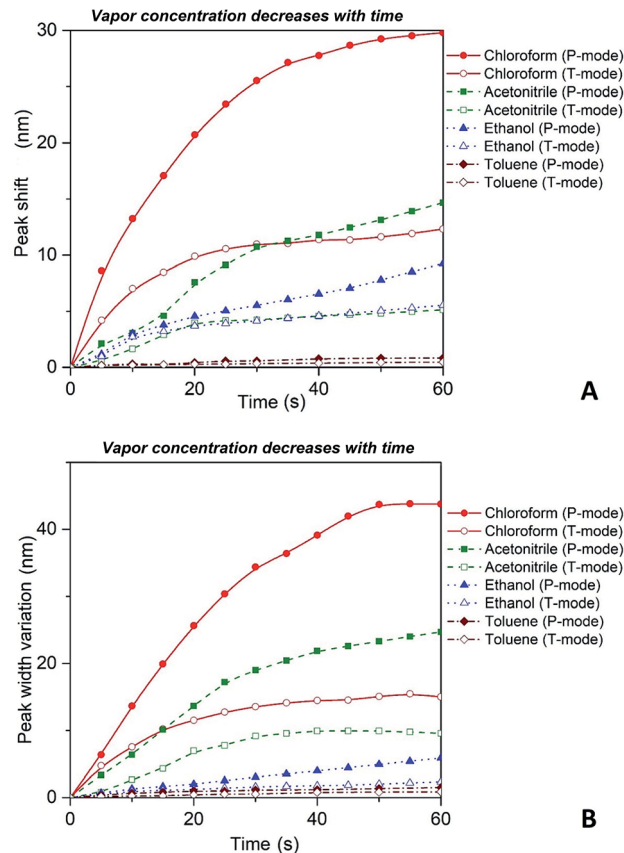 Vapor concentration decreases with time
30
20
10
0
Peak shift (nm)
0 20 40 60
Time (s)
Chloroform (P-mode)
Chloroform (T-mode)
Acetonitrile (P-mode)
Acetonitrile (T-mode)
Ethanol (P-mode)
Ethanol (T-mode)
Toluene (P-mode)
Toluene (T-mode)
A
Vapor concentration decreases with time
40
20
0
Peak width variation (nm)
0 20 40 60
Time (s)
Chloroform (P-mode)
Chloroform (T-mode)
Acetonitrile (P-mode)
Acetonitrile (T-mode)
Ethanol (P-mode)
Ethanol (T-mode)
Toluene (P-mode)
Toluene (T-mode)
B